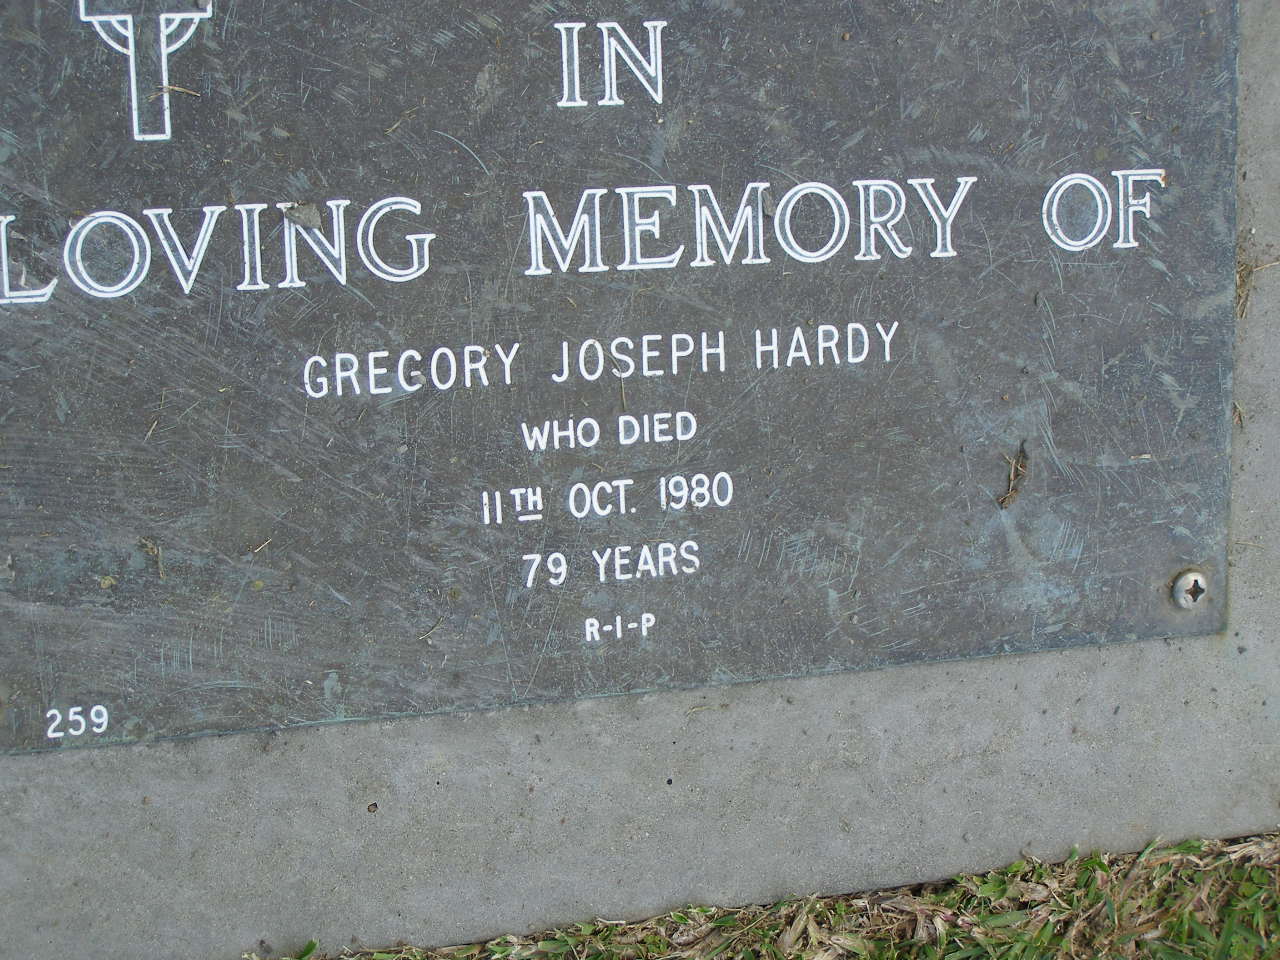 IN
LOVING MEMORY OF
GREGORY JOSEPH HARDY
WHO DIED
11TH OCT. 1980
79 YEARS
R-I-P
259